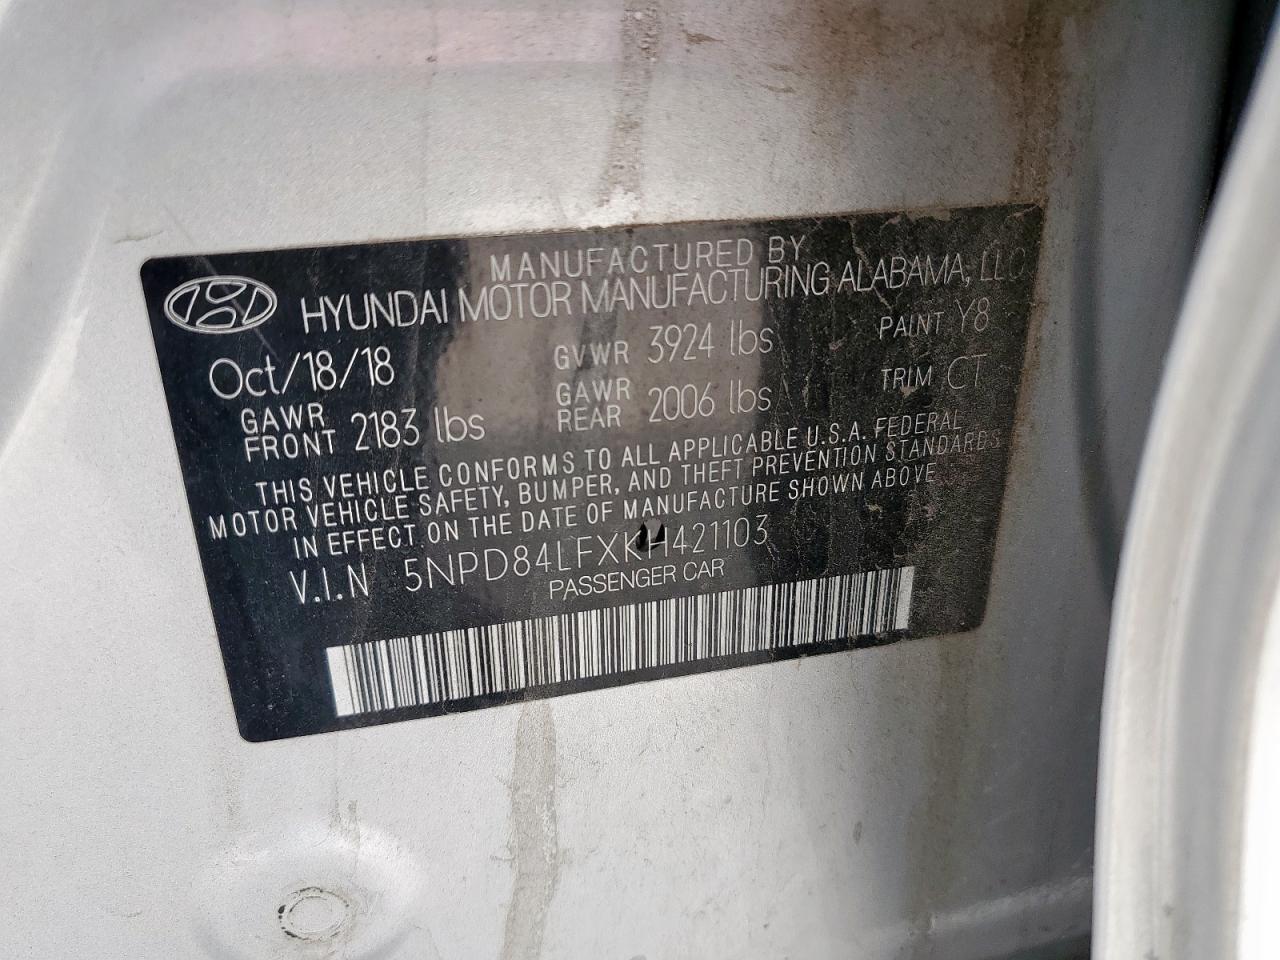 MANUFACTURED BY
HYUNDAI MOTOR MANUFACTURING ALABAMA, LLC
Oct/18/18 GVWR 3924 lbs PAINT Y8
GAWR FRONT 2183 lbs GAWR REAR 2006 lbs TRIM CT
THIS VEHICLE CONFORMS TO ALL APPLICABLE U.S.A. FEDERAL
MOTOR VEHICLE SAFETY, BUMPER, AND THEFT PREVENTION STANDARDS
IN EFFECT ON THE DATE OF MANUFACTURE SHOWN ABOVE
V.I.N 5NPD84LFXKH421103
PASSENGER CAR